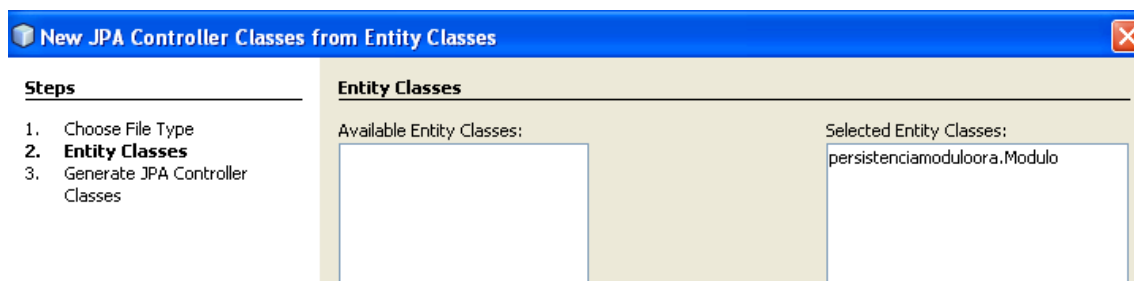 New JPA Controller Classes from Entity Classes
Steps
1. Choose File Type
2. Entity Classes
3. Generate JPA Controller
Classes
Entity Classes
Available Entity Classes:
Selected Entity Classes:
persistenciamoduloora.Modulo